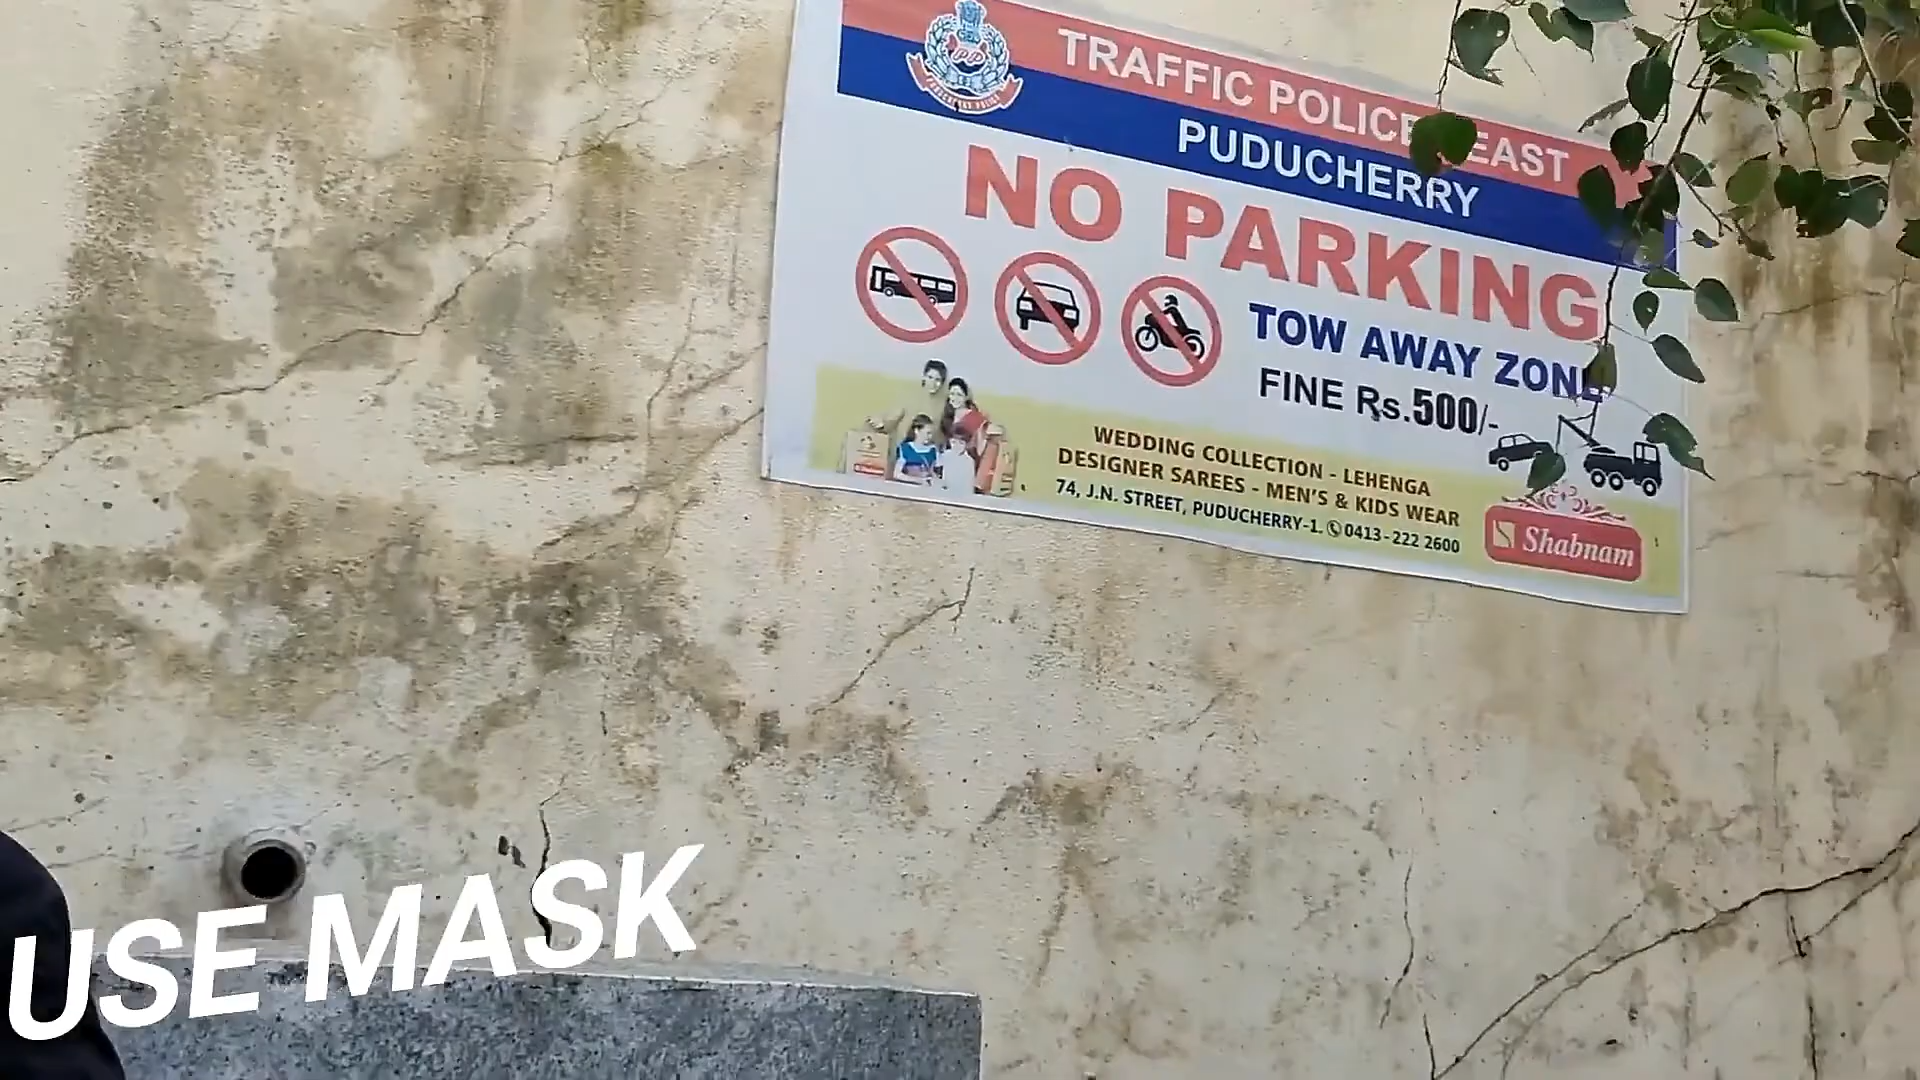 TRAFFIC POLICE EAST
PUDUCHERRY
NO PARKING
TOW AWAY ZONE
FINE Rs.500/-
WEDDING COLLECTION - LEHENGA
DESIGNER SAREES - MEN'S & KIDS WEAR
74, J.N. STREET, PUDUCHERRY-1. 0413-222 2600
Shabnam
USE MASK